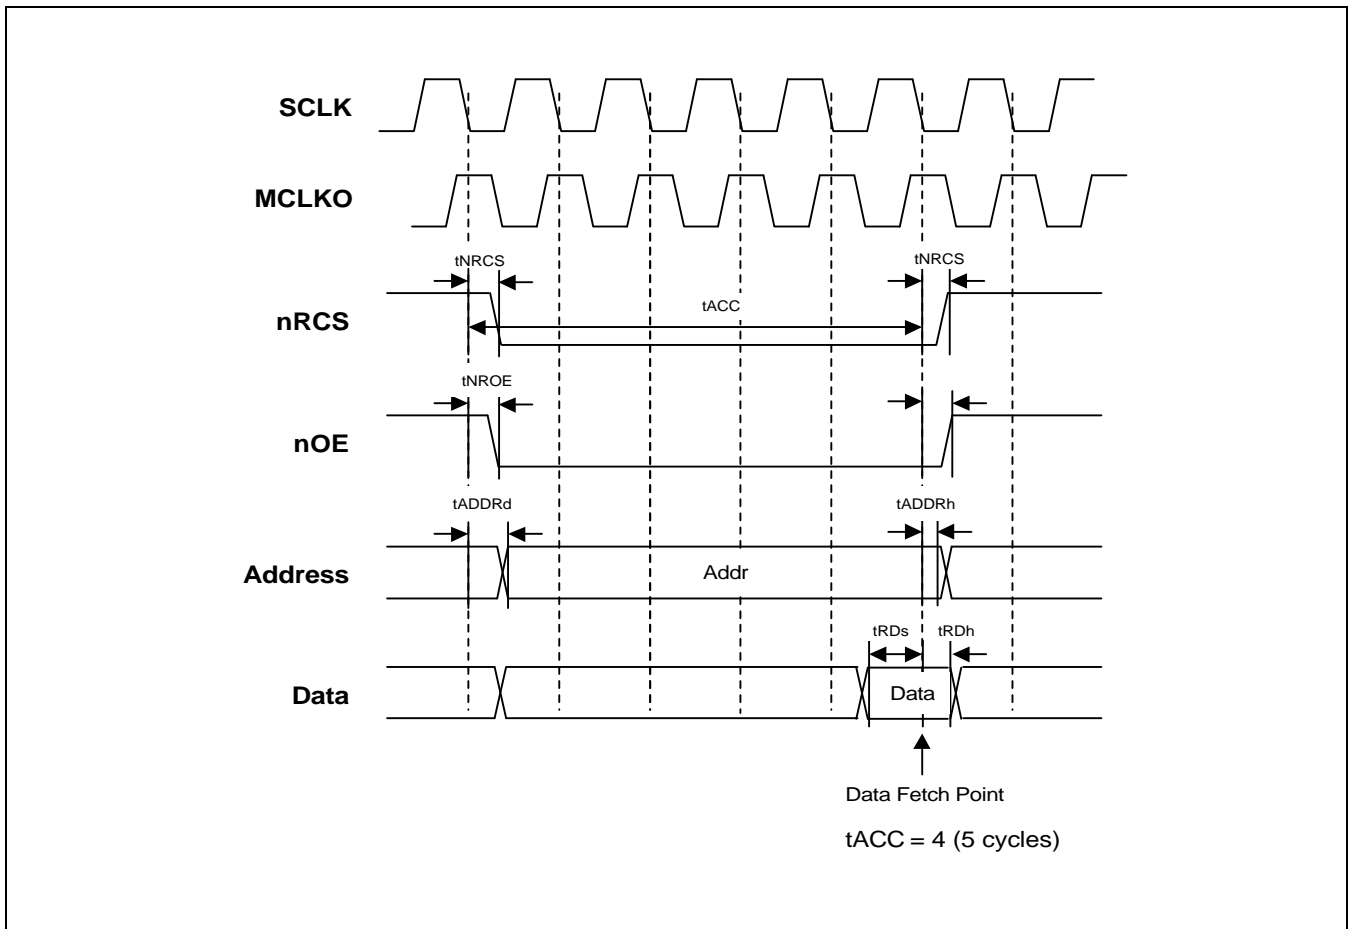 SCLK
MCLKO
tNRCS
tNRCS
nRCS
tACC
tNROE
nOE
tADDRd
tADDRh
Address
Addr
tRDs
tRDh
Data
Data
Data Fetch Point
tACC = 4 (5 cycles)